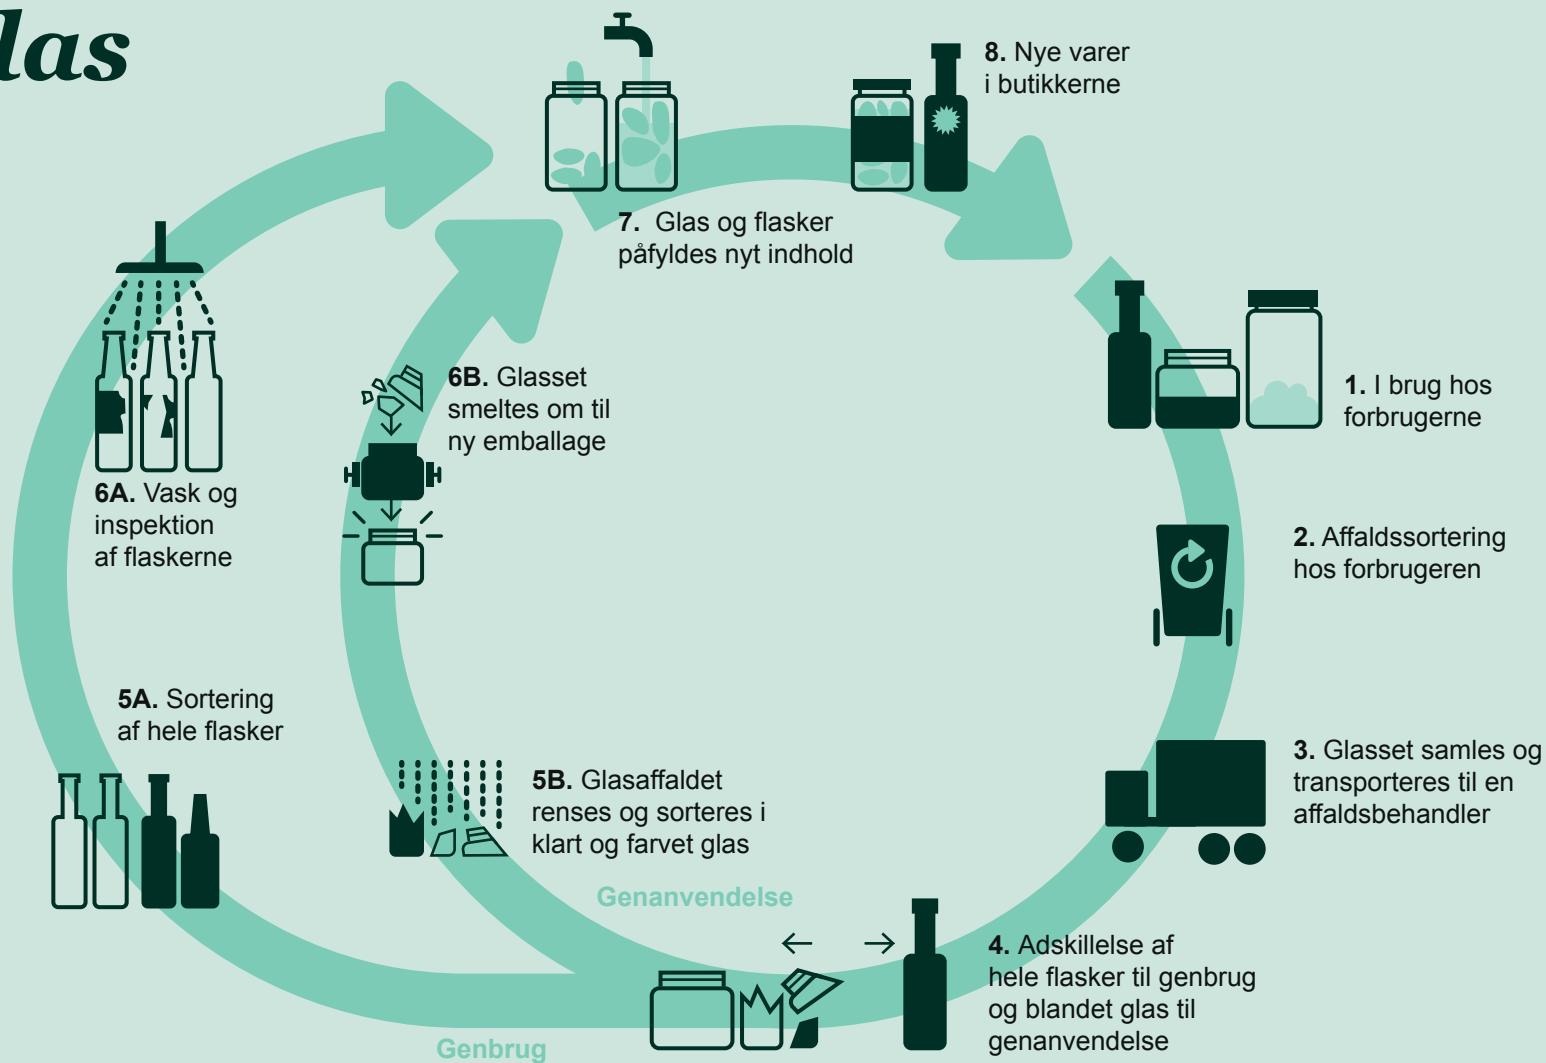 las
8. Nye varer
i butikkerne
7. Glas og flasker
påfyldes nyt indhold
1. I brug hos
forbrugerne
2. Affaldssortering
hos forbrugeren
3. Glasset samles og
transporteres til en
affaldsbehandler
4. Adskillelse af
hele flasker til genbrug
og blandet glas til
genanvendelse
Genanvendelse
Genbrug
5A. Sortering
af hele flasker
5B. Glasaffaldet
renses og sorteres i
klart og farvet glas
6A. Vask og
inspektion
af flaskerne
6B. Glasset
smeltes om til
ny emballage